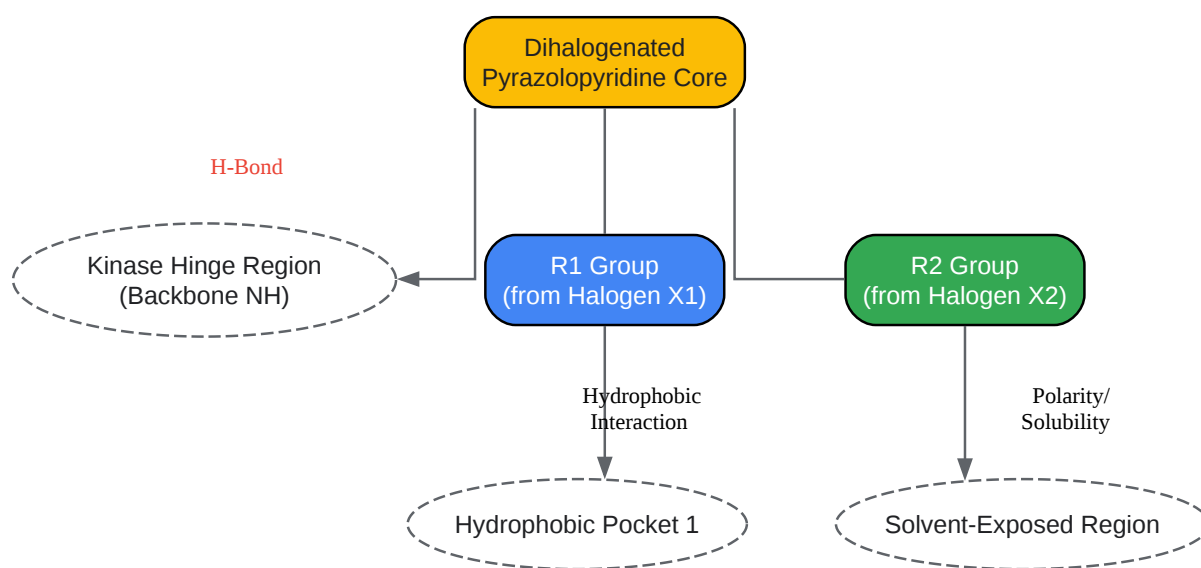 Dihalogenated
Pyrazolopyridine Core
H-Bond
Kinase Hinge Region
(Backbone NH)
R1 Group
(from Halogen X1)
R2 Group
(from Halogen X2)
Hydrophobic
Interaction
Polarity/
Solubility
Hydrophobic Pocket 1
Solvent-Exposed Region